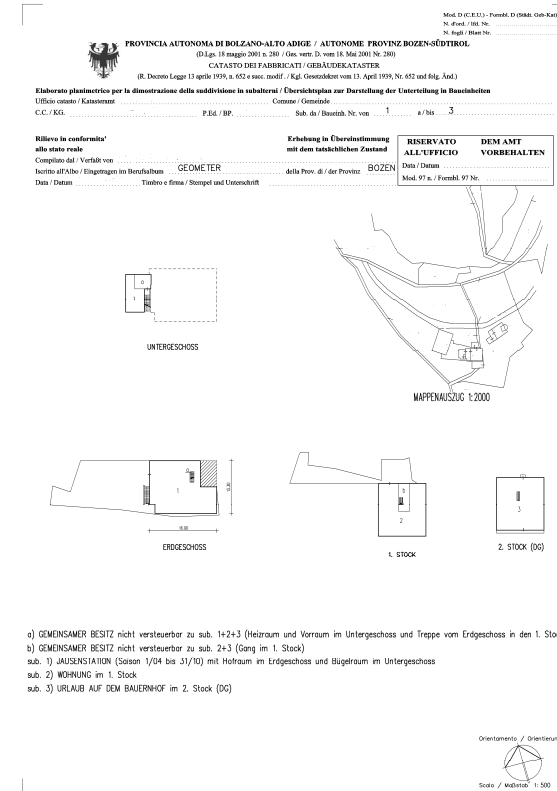 Mod. D (C.E.U.) - Formbl. D (Städt. Geb-Kat
N. d'ord. / lfd. Nr.
N. fogli / Blatt Nr.
PROVINCIA AUTONOMA DI BOLZANO-ALTO ADIGE / AUTONOME PROVINZ BOZEN-SÜDTIROL
(D.Lgs. 18 maggio 2001 n. 280 / Gas. vertr. D. vom 18. Mai 2001 Nr. 280)
CATASTO DEI FABBRICATI / GEBÄUDEKATASTER
(R. Decreto Legge 13 aprile 1939, n. 652 e succ. modif . / Kgl. Gesetzdekret vom 13. April 1939, Nr. 652 und folg. Änd.)
Elaborato planimetrico per la dimostrazione della suddivisione in subalterni / Übersichtsplan zur Darstellung der Unterteilung in Baueinheiten
Ufficio catasto / Katasteramt Comune / Gemeinde
C.C. / KG. P.Ed. / BP. Sub. da / Baueinh. Nr. von 1 a / bis 3
Rilievo in conformita' Erhebung in Übereinstimmung
allo stato reale mit dem tatsächlichen Zustand
Compilato dal / Verfaßt von
Iscritto all'Albo / Eingetragen im Berufsalbum GEOMETER della Prov. di / der Provinz BOZEN
Data / Datum Timbro e firma / Stempel und Unterschrift
RISERVATO DEM AMT
ALL'UFFICIO VORBEHALTEN
Data / Datum
Mod. 97 n. / Formbl. 97 Nr.
1
UNTERGESCHOSS
MAPPENAUSZUG 1:2000
1
ERDGESCHOSS
b
2
1. STOCK
3
2. STOCK (DG)
a) GEMEINSAMER BESITZ nicht versteuerbar zu sub. 1+2+3 (Heizraum und Vorraum im Untergeschoss und Treppe vom Erdgeschoss in den 1. Sto
b) GEMEINSAMER BESITZ nicht versteuerbar zu sub. 2+3 (Gang im 1. Stock)
sub. 1) JAUSENSTATION (Saison 1/04 bis 31/10) mit Hofraum im Erdgeschoss und Bügelraum im Untergeschoss
sub. 2) WOHNUNG im 1. Stock
sub. 3) URLAUB AUF DEM BAUERNHOF im 2. Stock (DG)
Orientamento / Orientierun
Scala / Maßstab 1: 500